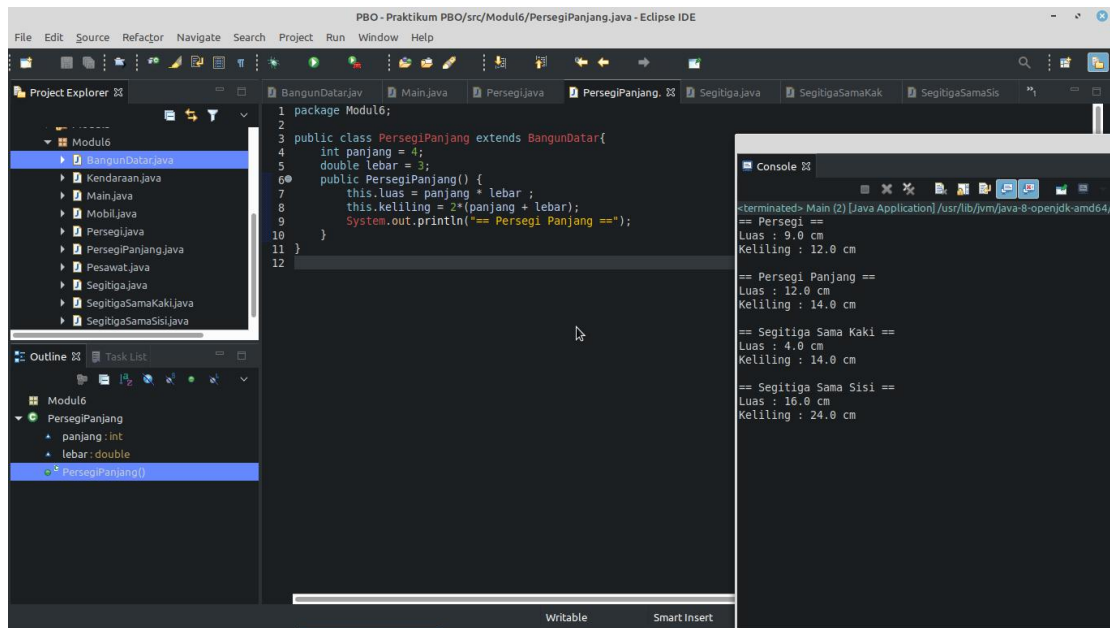 PBO - Praktikum PBO/src/Modul6/PersegiPanjang.java - Eclipse IDE
File Edit Source Refactor Navigate Search Project Run Window Help
Project Explorer
Modul6
BangunDatar.java
Kendaraan.java
Main.java
Mobil.java
Persegi.java
PersegiPanjang.java
Pesawat.java
Segitiga.java
SegitigaSamaKaki.java
SegitigaSamaSisi.java
Outline Task List
Modul6
PersegiPanjang
panjang : int
lebar : double
PersegiPanjang()
BangunDatar.jav Main.java Persegi.java PersegiPanjang. Segitiga.java SegitigaSamaKak SegitigaSamaSis »1
1 package Modul6;
2
3 public class PersegiPanjang extends BangunDatar{
4 int panjang = 4;
5 double lebar = 3;
6 public PersegiPanjang() {
7 this.luas = panjang * lebar ;
8 this.keliling = 2*(panjang + lebar);
9 System.out.println("== Persegi Panjang ==");
10 }
11 }
12
Console
<terminated> Main (2) [Java Application] /usr/lib/jvm/java-8-openjdk-amd64/
== Persegi ==
Luas : 9.0 cm
Keliling : 12.0 cm
== Persegi Panjang ==
Luas : 12.0 cm
Keliling : 14.0 cm
== Segitiga Sama Kaki ==
Luas : 4.0 cm
Keliling : 14.0 cm
== Segitiga Sama Sisi ==
Luas : 16.0 cm
Keliling : 24.0 cm
Writable Smart Insert